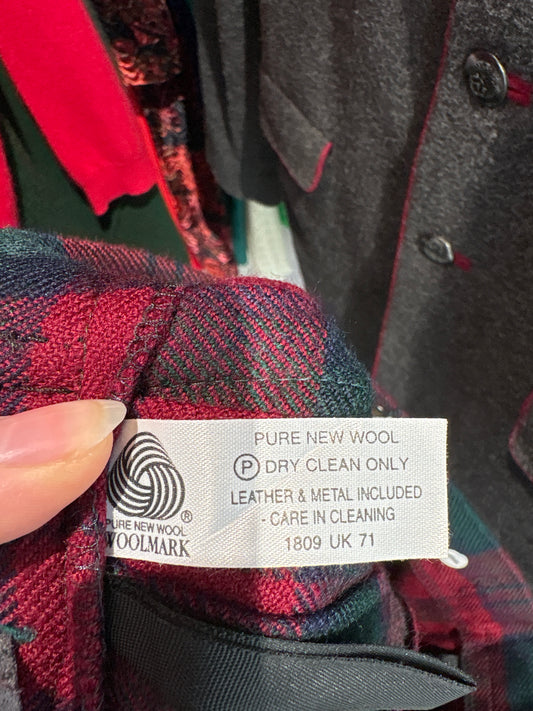 PURE NEW WOOL
Ⓟ DRY CLEAN ONLY
LEATHER & METAL INCLUDED
- CARE IN CLEANING
1809 UK 71
®
PURE NEW WOOL
WOOLMARK